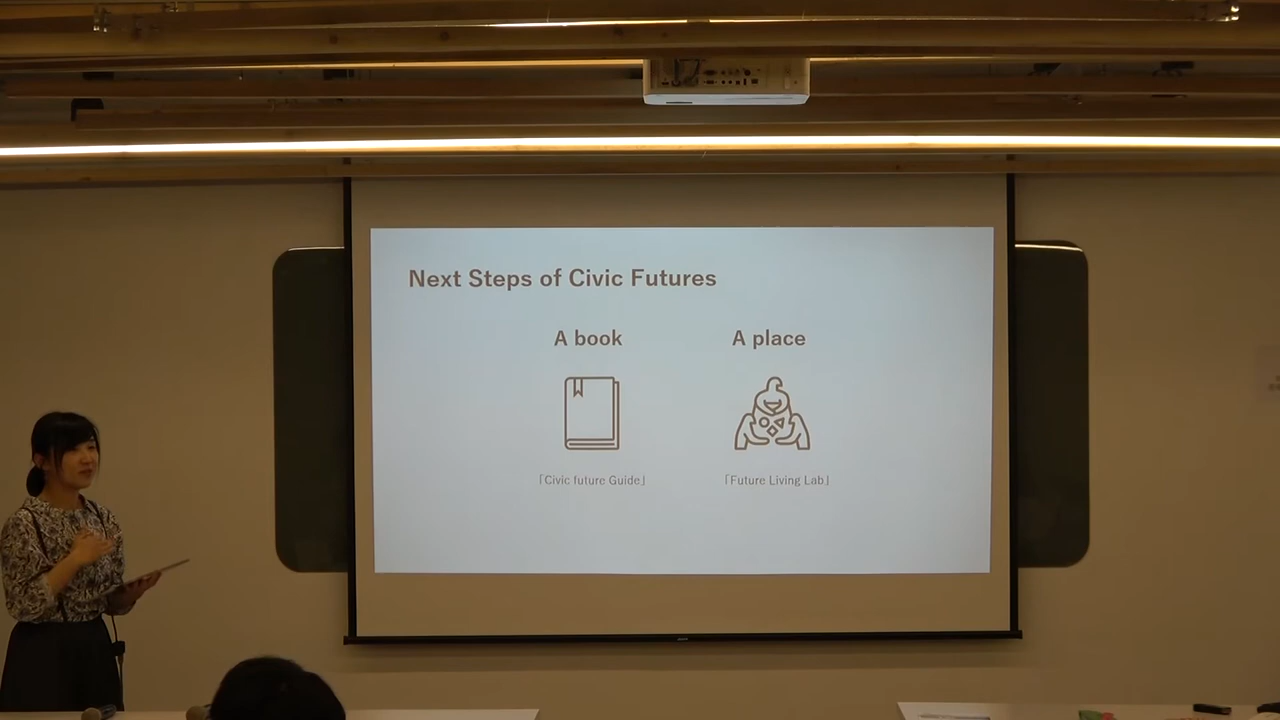 Next Steps of Civic Futures
A book
A place
「Civic future Guide」
「Future Living Lab」